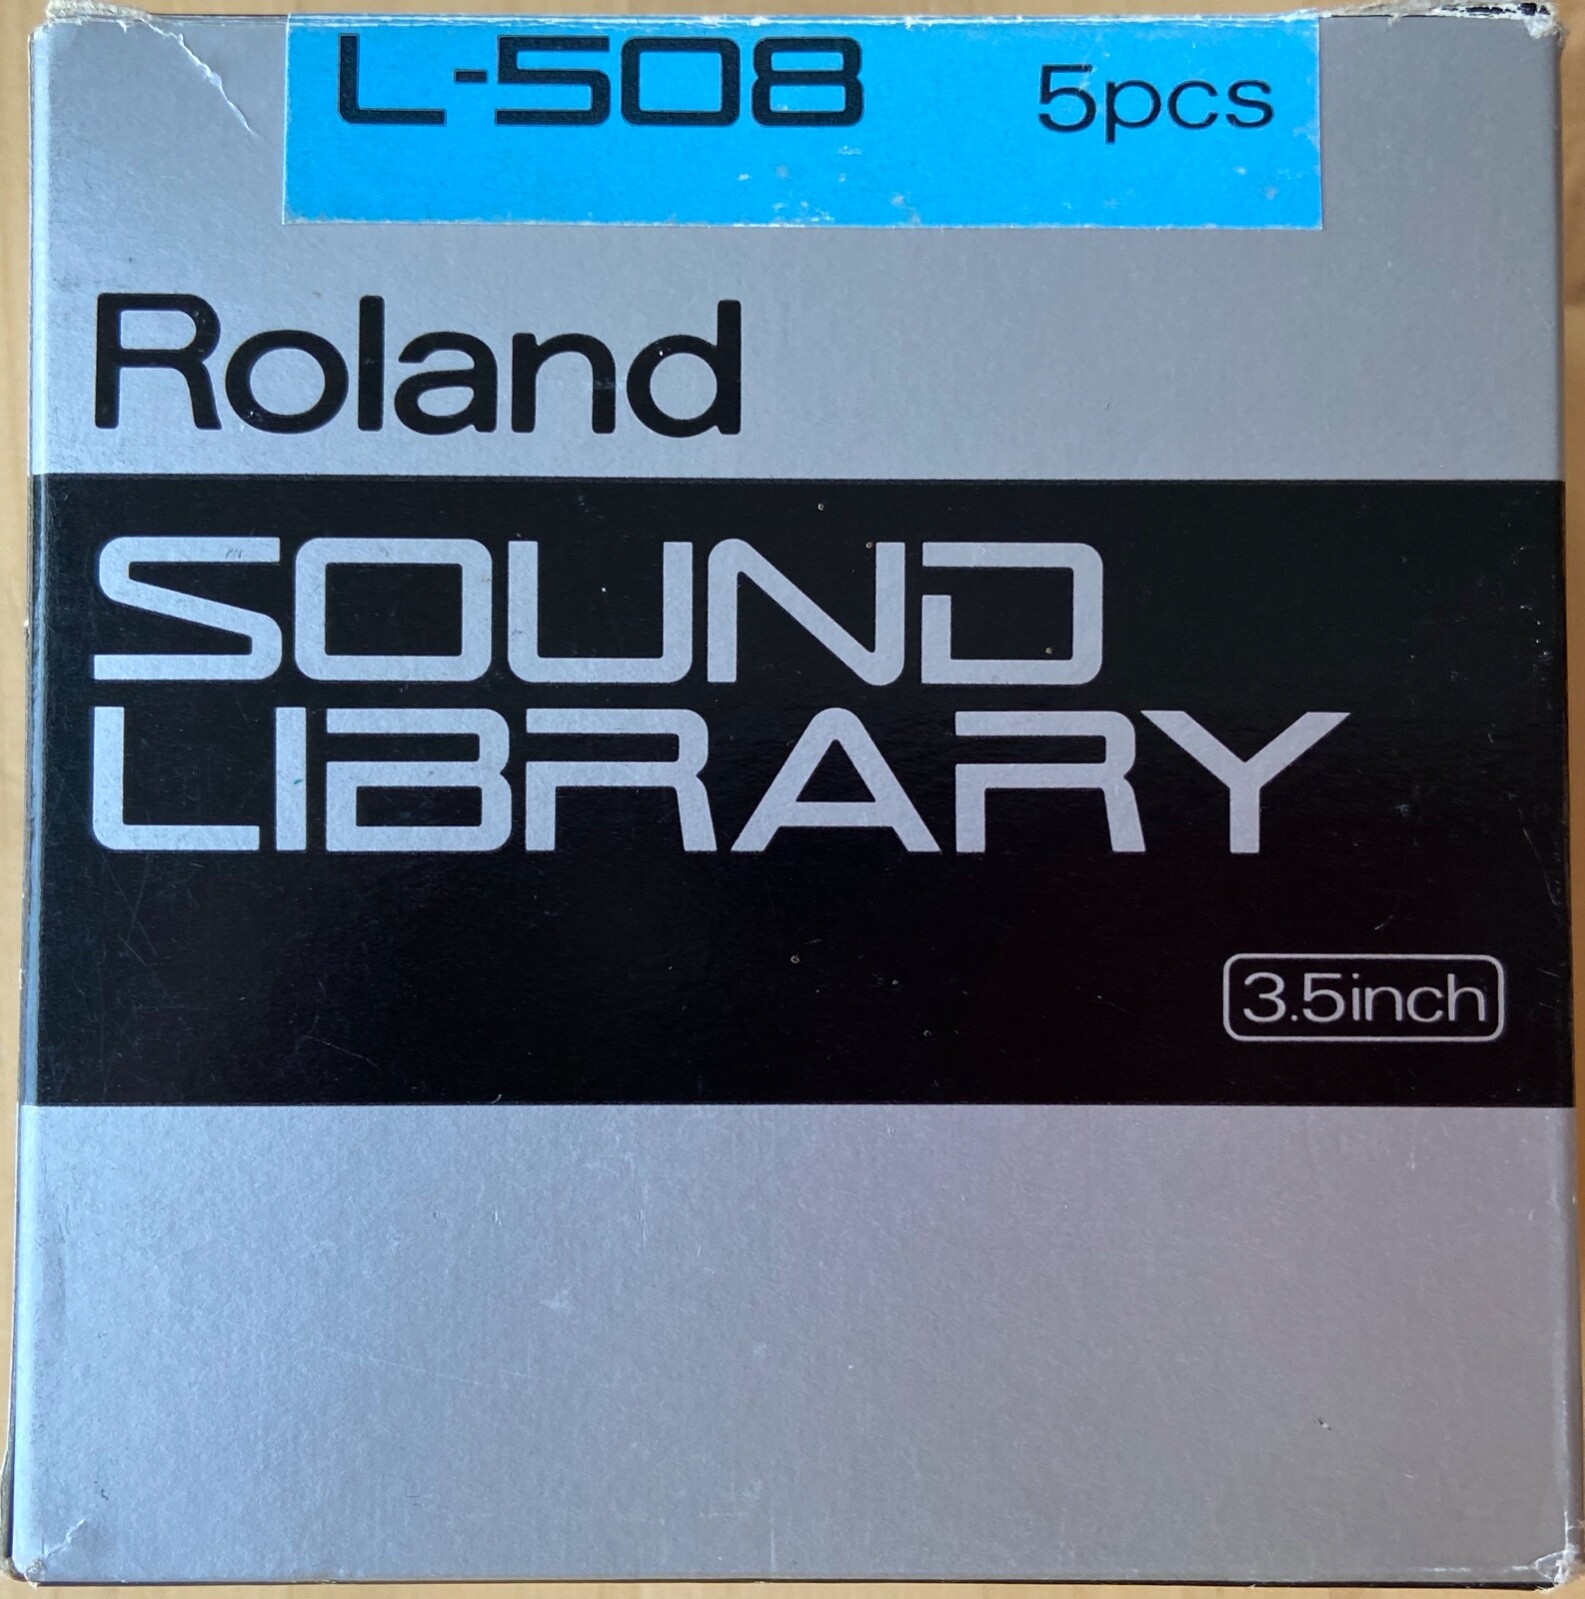 L-508 5pcs
Roland
SOUND
LIBRARY
3.5inch